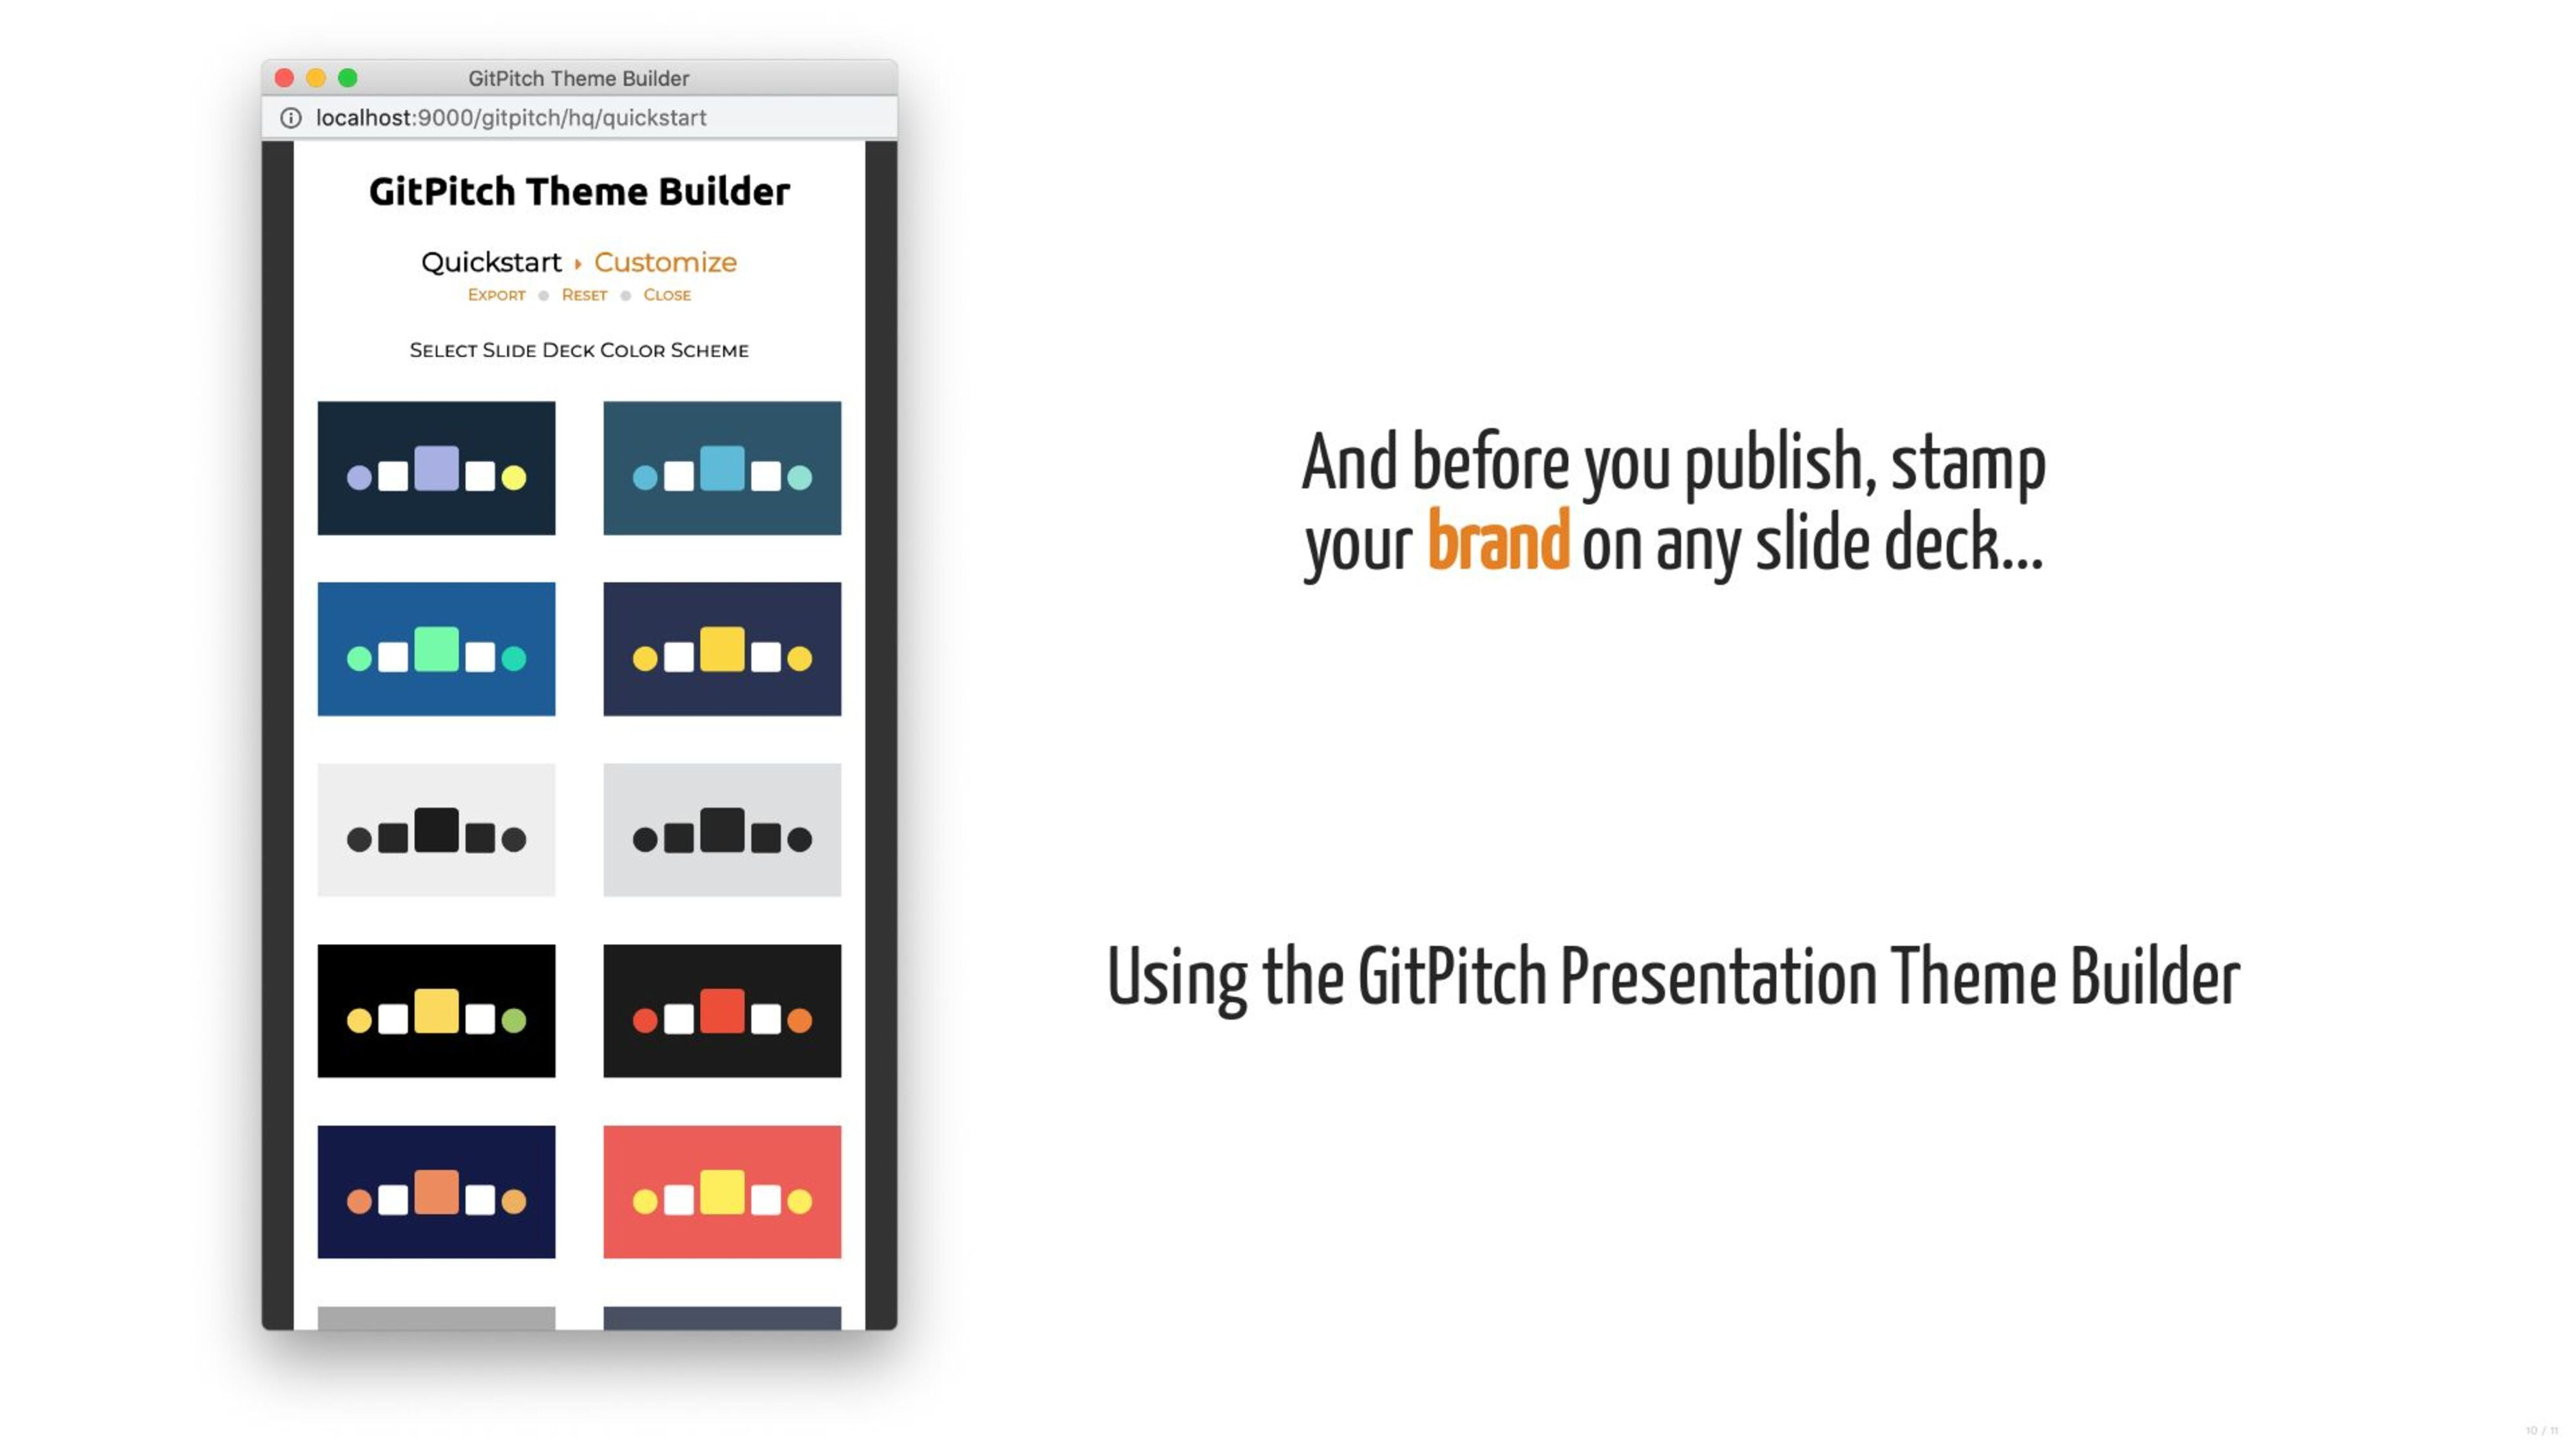 GitPitch Theme Builder
localhost:9000/gitpitch/hq/quickstart
GitPitch Theme Builder
Quickstart Customize
EXPORT RESET CLOSE
SELECT SLIDE DECK COLOR SCHEME
And before you publish, stamp
your brand on any slide deck...
Using the GitPitch Presentation Theme Builder
10 / 11